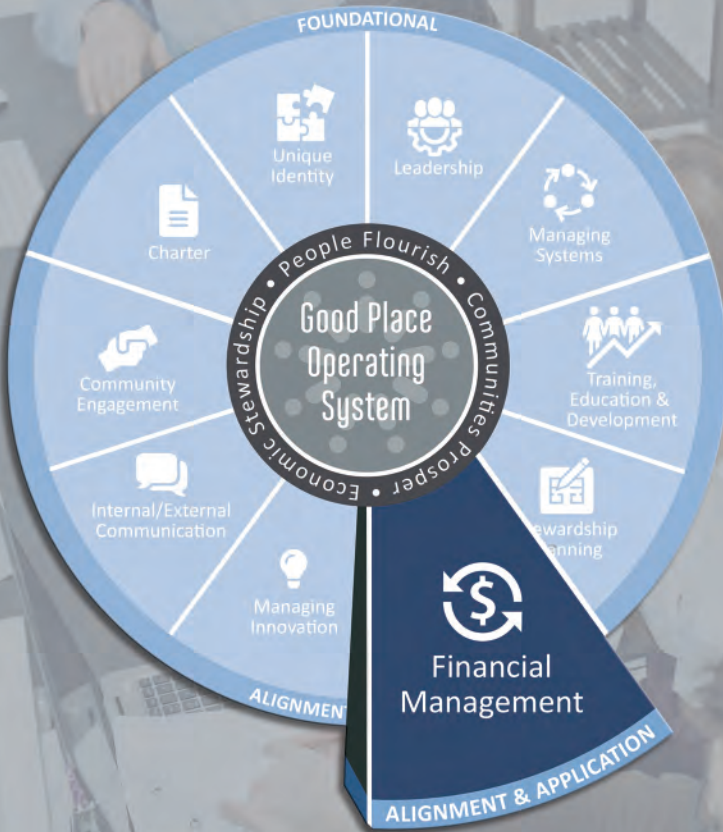 FOUNDATIONAL
Unique
Identity
Leadership
Charter
Managing
Systems
Community
Engagement
Training,
Education &
Development
Internal/External
Communication
Managing
Innovation
Economic Stewardship • People Flourish • Communities Prosper •
Good Place
Operating
System
Financial
Management
ALIGNMENT
ALIGNMENT & APPLICATION